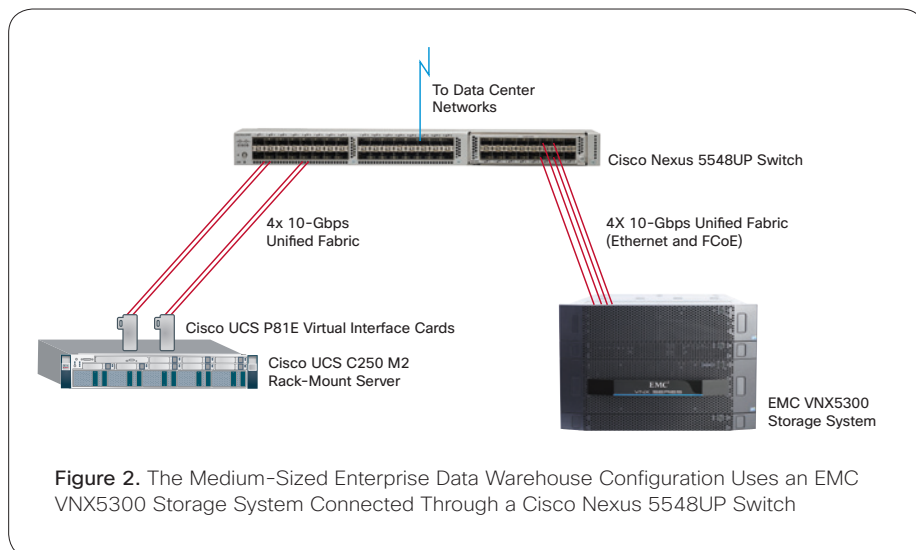 To Data Center
Networks
Cisco Nexus 5548UP Switch
4x 10-Gbps
Unified Fabric
4X 10-Gbps Unified Fabric
(Ethernet and FCoE)
Cisco UCS P81E Virtual Interface Cards
Cisco UCS C250 M2
Rack-Mount Server
EMC²
VNX SERIES
EMC VNX5300
Storage System
Figure 2. The Medium-Sized Enterprise Data Warehouse Configuration Uses an EMC
VNX5300 Storage System Connected Through a Cisco Nexus 5548UP Switch